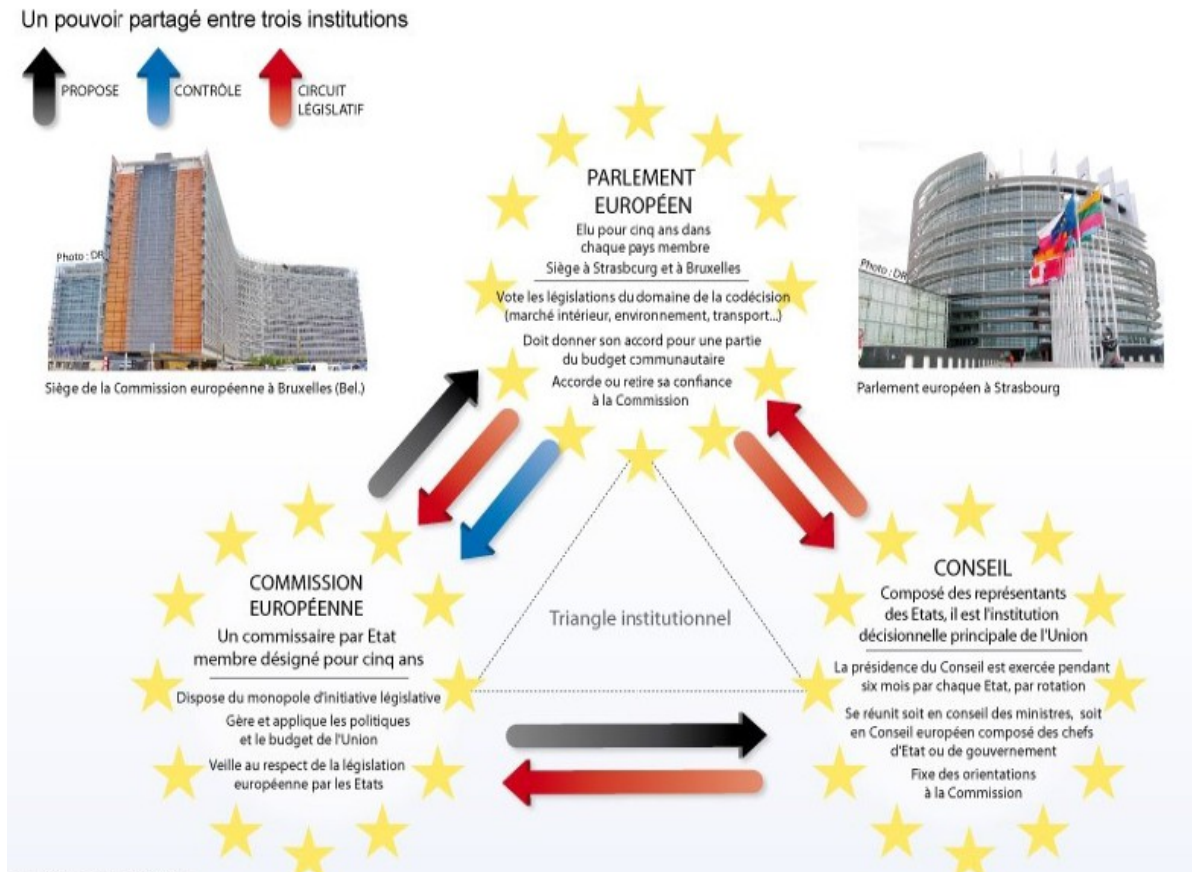 Un pouvoir partagé entre trois institutions
PROPOSE
CONTRÔLE
CIRCUIT
LÉGISLATIF
Photo : DR
Siège de la Commission européenne à Bruxelles (Bel.)
PARLEMENT
EUROPÉEN
Elu pour cinq ans dans
chaque pays membre
Siège à Strasbourg et à Bruxelles
Vote les législations du domaine de la codécision
(marché intérieur, environnement, transport...)
Doit donner son accord pour une partie
du budget communautaire
Accorde ou retire sa confiance
à la Commission
Photo : DR
Parlement européen à Strasbourg
COMMISSION
EUROPÉENNE
Un commissaire par Etat
membre désigné pour cinq ans
Dispose du monopole d'initiative législative
Gère et applique les politiques
et le budget de l'Union
Veille au respect de la législation
européenne par les Etats
Triangle institutionnel
CONSEIL
Composé des représentants
des Etats, il est l'institution
décisionnelle principale de l'Union
La présidence du Conseil est exercée pendant
six mois par chaque Etat, par rotation
Se réunit soit en conseil des ministres, soit
en Conseil européen composé des chefs
d'Etat ou de gouvernement
Fixe des orientations
à la Commission